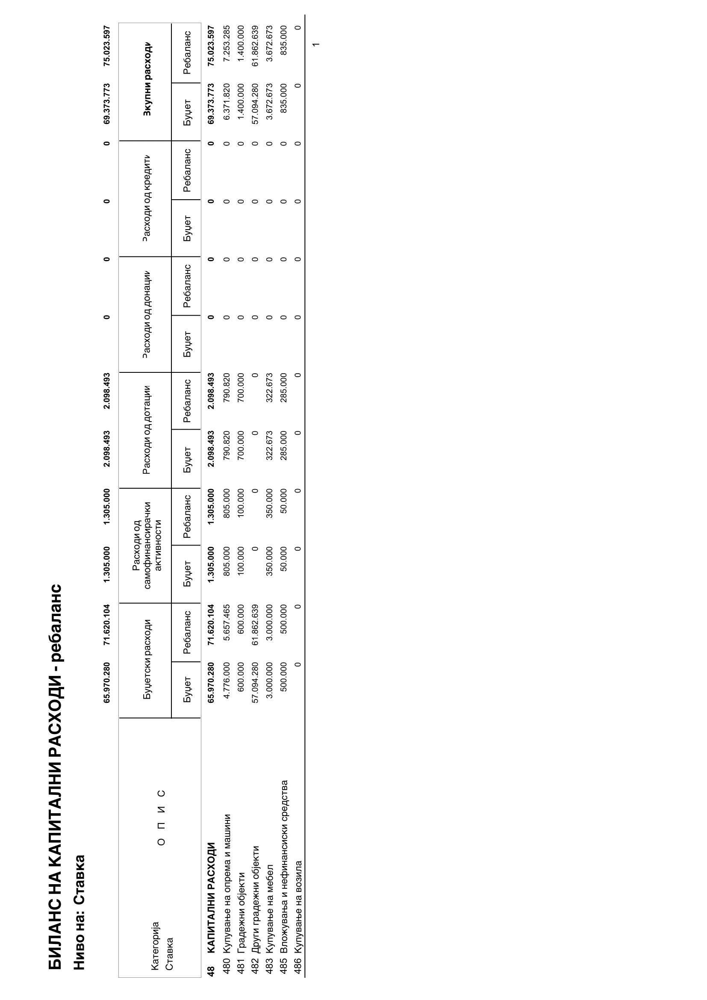 БИЛАНС НА КАПИТАЛНИ РАСХОДИ - ребаланс
Ниво на: Ставка
65.970.280 71.620.104 1.305.000 1.305.000 2.098.493 2.098.493 0 0 0 0 69.373.773 75.023.597
Категорија
Ставка
О П И С
Буџетски расходи
Расходи од
самофинансирачки
активности
Расходи од дотации
Расходи од донации
Расходи од кредити
Вкупни расходи
Буџет Ребаланс Буџет Ребаланс Буџет Ребаланс Буџет Ребаланс Буџет Ребаланс Буџет Ребаланс
48 КАПИТАЛНИ РАСХОДИ 65.970.280 71.620.104 1.305.000 1.305.000 2.098.493 2.098.493 0 0 0 0 69.373.773 75.023.597
480 Купување на опрема и машини 4.776.000 5.657.465 805.000 805.000 790.820 790.820 0 0 0 0 6.371.820 7.253.285
481 Градежни објекти 600.000 600.000 100.000 100.000 700.000 700.000 0 0 0 0 1.400.000 1.400.000
482 Други градежни објекти 57.094.280 61.862.639 0 0 0 0 0 0 0 0 57.094.280 61.862.639
483 Купување на мебел 3.000.000 3.000.000 350.000 350.000 322.673 322.673 0 0 0 0 3.672.673 3.672.673
485 Вложувања и нефинансиски средства 500.000 500.000 50.000 50.000 285.000 285.000 0 0 0 0 835.000 835.000
486 Купување на возила 0 0 0 0 0 0 0 0 0 0 0 0
1